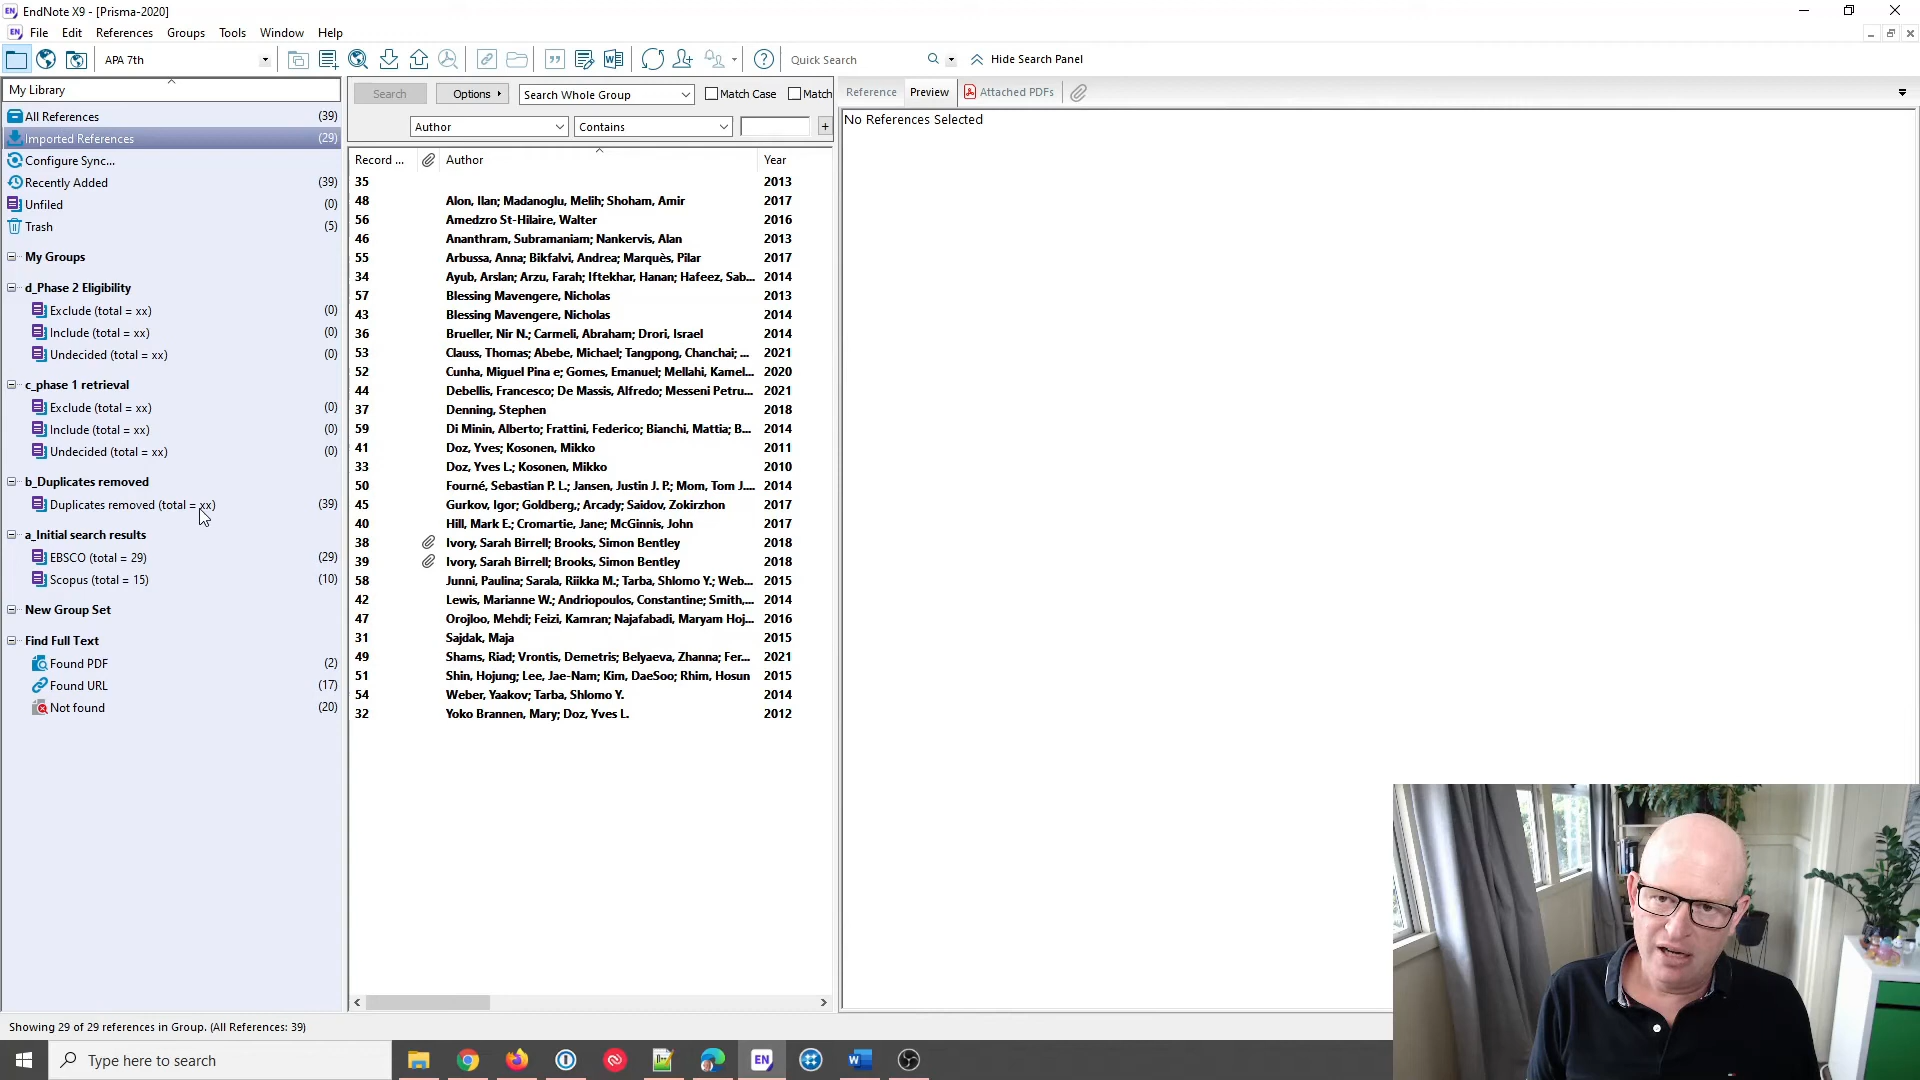 EndNote X9 - [Prisma-2020]
File Edit References Groups Tools Window Help
APA 7th
Quick Search
Hide Search Panel
My Library
All References (39)
Imported References (29)
Configure Sync...
Recently Added (39)
Unfiled (0)
Trash (5)
My Groups
d_Phase 2 Eligibility
Exclude (total = xx) (0)
Include (total = xx) (0)
Undecided (total = xx) (0)
c_phase 1 retrieval
Exclude (total = xx) (0)
Include (total = xx) (0)
Undecided (total = xx) (0)
b_Duplicates removed
Duplicates removed (total = xx) (39)
a_Initial search results
EBSCO (total = 29) (29)
Scopus (total = 15) (10)
New Group Set
Find Full Text
Found PDF (2)
Found URL (17)
Not found (20)
Search Options Search Whole Group Match Case Match
Author Contains +
Record ... Author Year
35 2013
48 Alon, Ilan; Madanoglu, Melih; Shoham, Amir 2017
56 Amedzro St-Hilaire, Walter 2016
46 Ananthram, Subramaniam; Nankervis, Alan 2013
55 Arbussa, Anna; Bikfalvi, Andrea; Marquès, Pilar 2017
34 Ayub, Arslan; Arzu, Farah; Iftekhar, Hanan; Hafeez, Sab... 2014
57 Blessing Mavengere, Nicholas 2013
43 Blessing Mavengere, Nicholas 2014
36 Brueller, Nir N.; Carmeli, Abraham; Drori, Israel 2014
53 Clauss, Thomas; Abebe, Michael; Tangpong, Chanchai; ... 2021
52 Cunha, Miguel Pina e; Gomes, Emanuel; Mellahi, Kamel... 2020
44 Debellis, Francesco; De Massis, Alfredo; Messeni Petru... 2021
37 Denning, Stephen 2018
59 Di Minin, Alberto; Frattini, Federico; Bianchi, Mattia; B... 2014
41 Doz, Yves; Kosonen, Mikko 2011
33 Doz, Yves L.; Kosonen, Mikko 2010
50 Fourné, Sebastian P. L.; Jansen, Justin J. P.; Mom, Tom J.... 2014
45 Gurkov, Igor; Goldberg,; Arcady; Saidov, Zokirzhon 2017
40 Hill, Mark E.; Cromartie, Jane; McGinnis, John 2017
38 Ivory, Sarah Birrell; Brooks, Simon Bentley 2018
39 Ivory, Sarah Birrell; Brooks, Simon Bentley 2018
58 Junni, Paulina; Sarala, Riikka M.; Tarba, Shlomo Y.; Web... 2015
42 Lewis, Marianne W.; Andriopoulos, Constantine; Smith,... 2014
47 Orojloo, Mehdi; Feizi, Kamran; Najafabadi, Maryam Hoj... 2016
31 Sajdak, Maja 2015
49 Shams, Riad; Vrontis, Demetris; Belyaeva, Zhanna; Fer... 2021
51 Shin, Hojung; Lee, Jae-Nam; Kim, DaeSoo; Rhim, Hosun 2015
54 Weber, Yaakov; Tarba, Shlomo Y. 2014
32 Yoko Brannen, Mary; Doz, Yves L. 2012
Reference Preview Attached PDFs
No References Selected
Showing 29 of 29 references in Group. (All References: 39)
Type here to search
EN